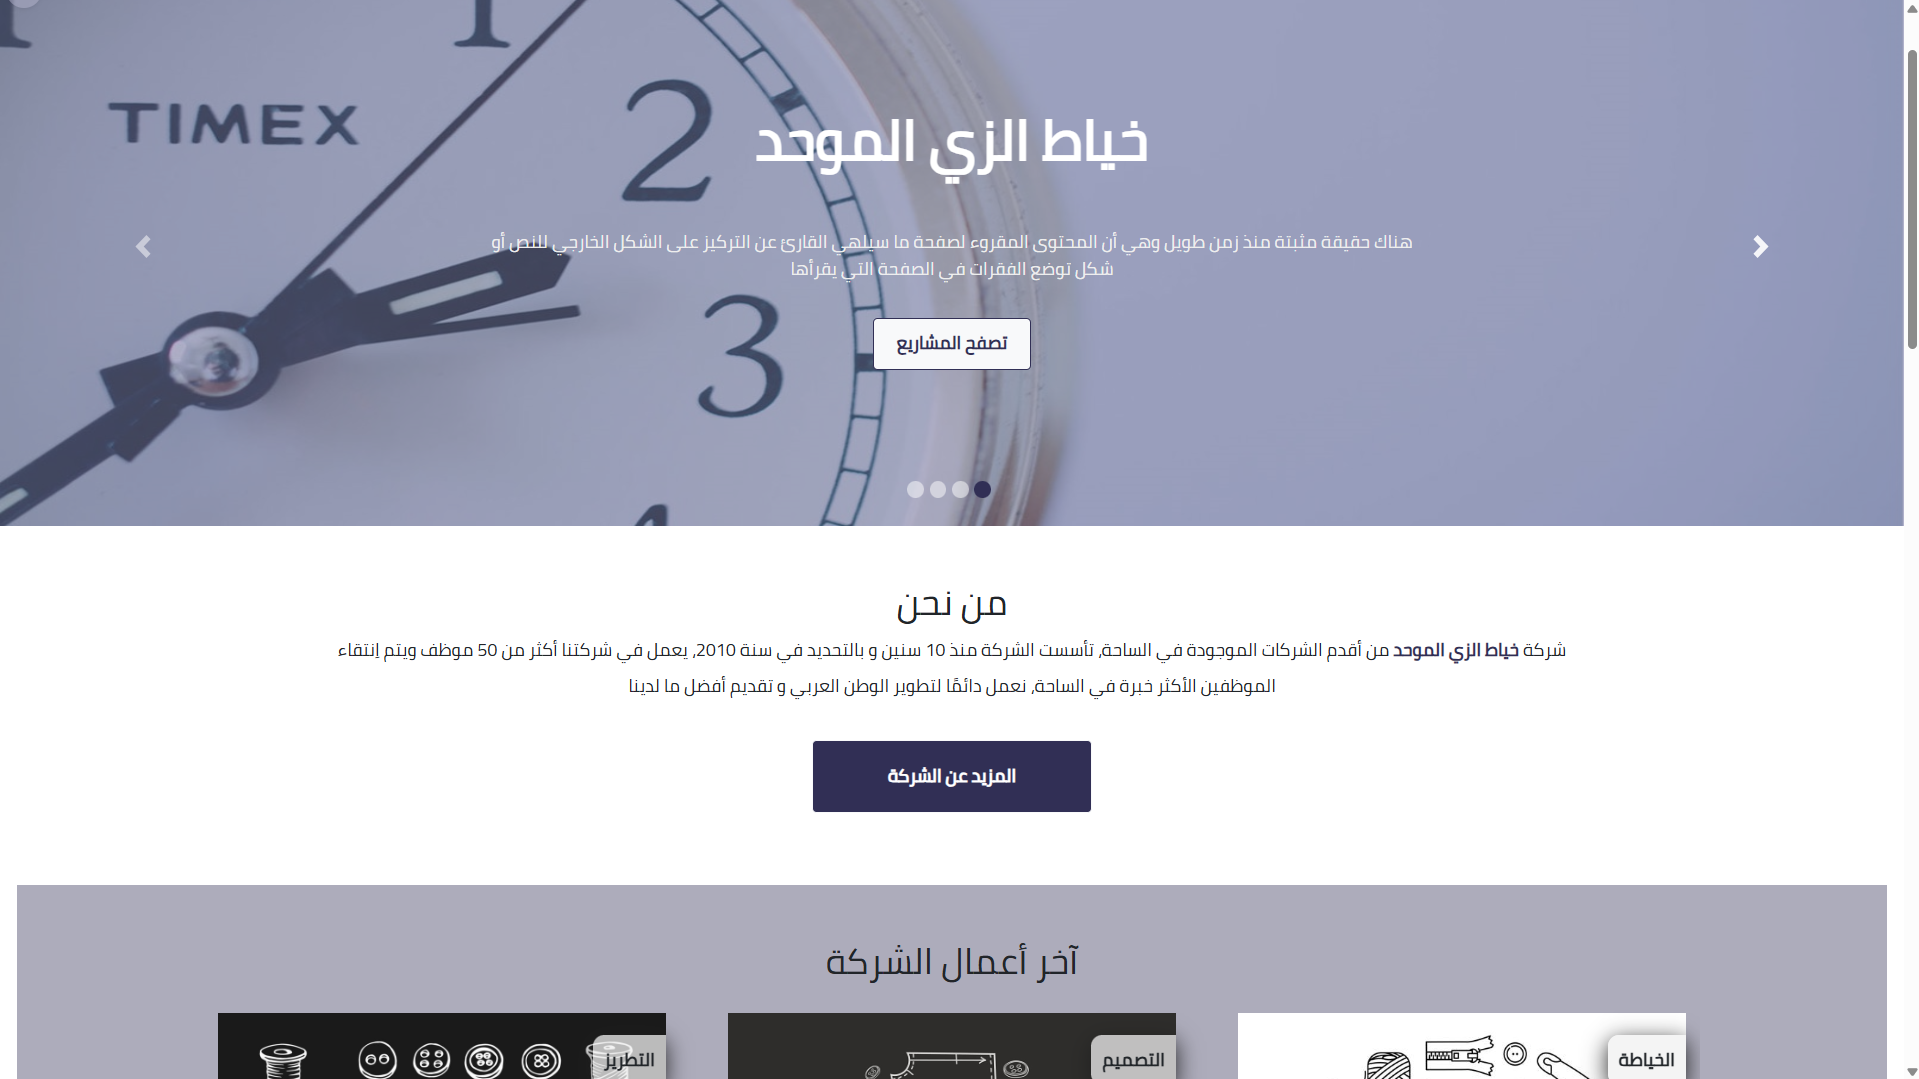 TIMEX
1
2
3
4
خياط الزي الموحد
هناك حقيقة مثبتة منذ زمن طويل وهي أن المحتوى المقروء لصفحة ما سيلهي القارئ عن التركيز على الشكل الخارجي للنص أو
شكل توضع الفقرات في الصفحة التي يقرأها
تصفح المشاريع
من نحن
شركة خياط الزي الموحد من أقدم الشركات الموجودة في الساحة، تأسست الشركة منذ 10 سنين و بالتحديد في سنة 2010، يعمل في شركتنا أكثر من 50 موظف ويتم إنتقاء
الموظفين الأكثر خبرة في الساحة، نعمل دائمًا لتطوير الوطن العربي و تقديم أفضل ما لدينا
المزيد عن الشركة
آخر أعمال الشركة
الخياطة
التصميم
التطريز